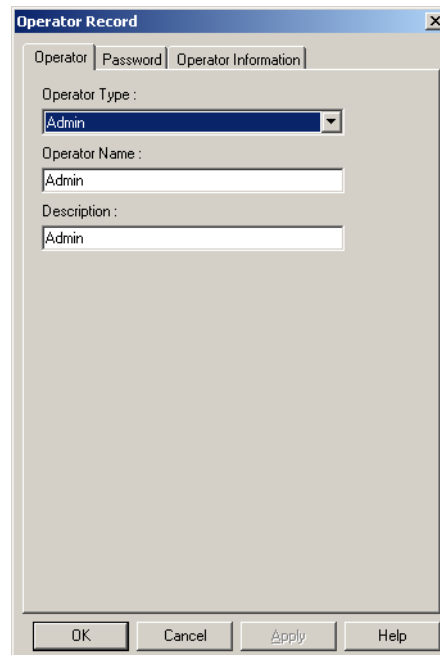 Operator Record
Operator Password Operator Information
Operator Type :
Admin
Operator Name :
Admin
Description :
Admin
OK Cancel Apply Help